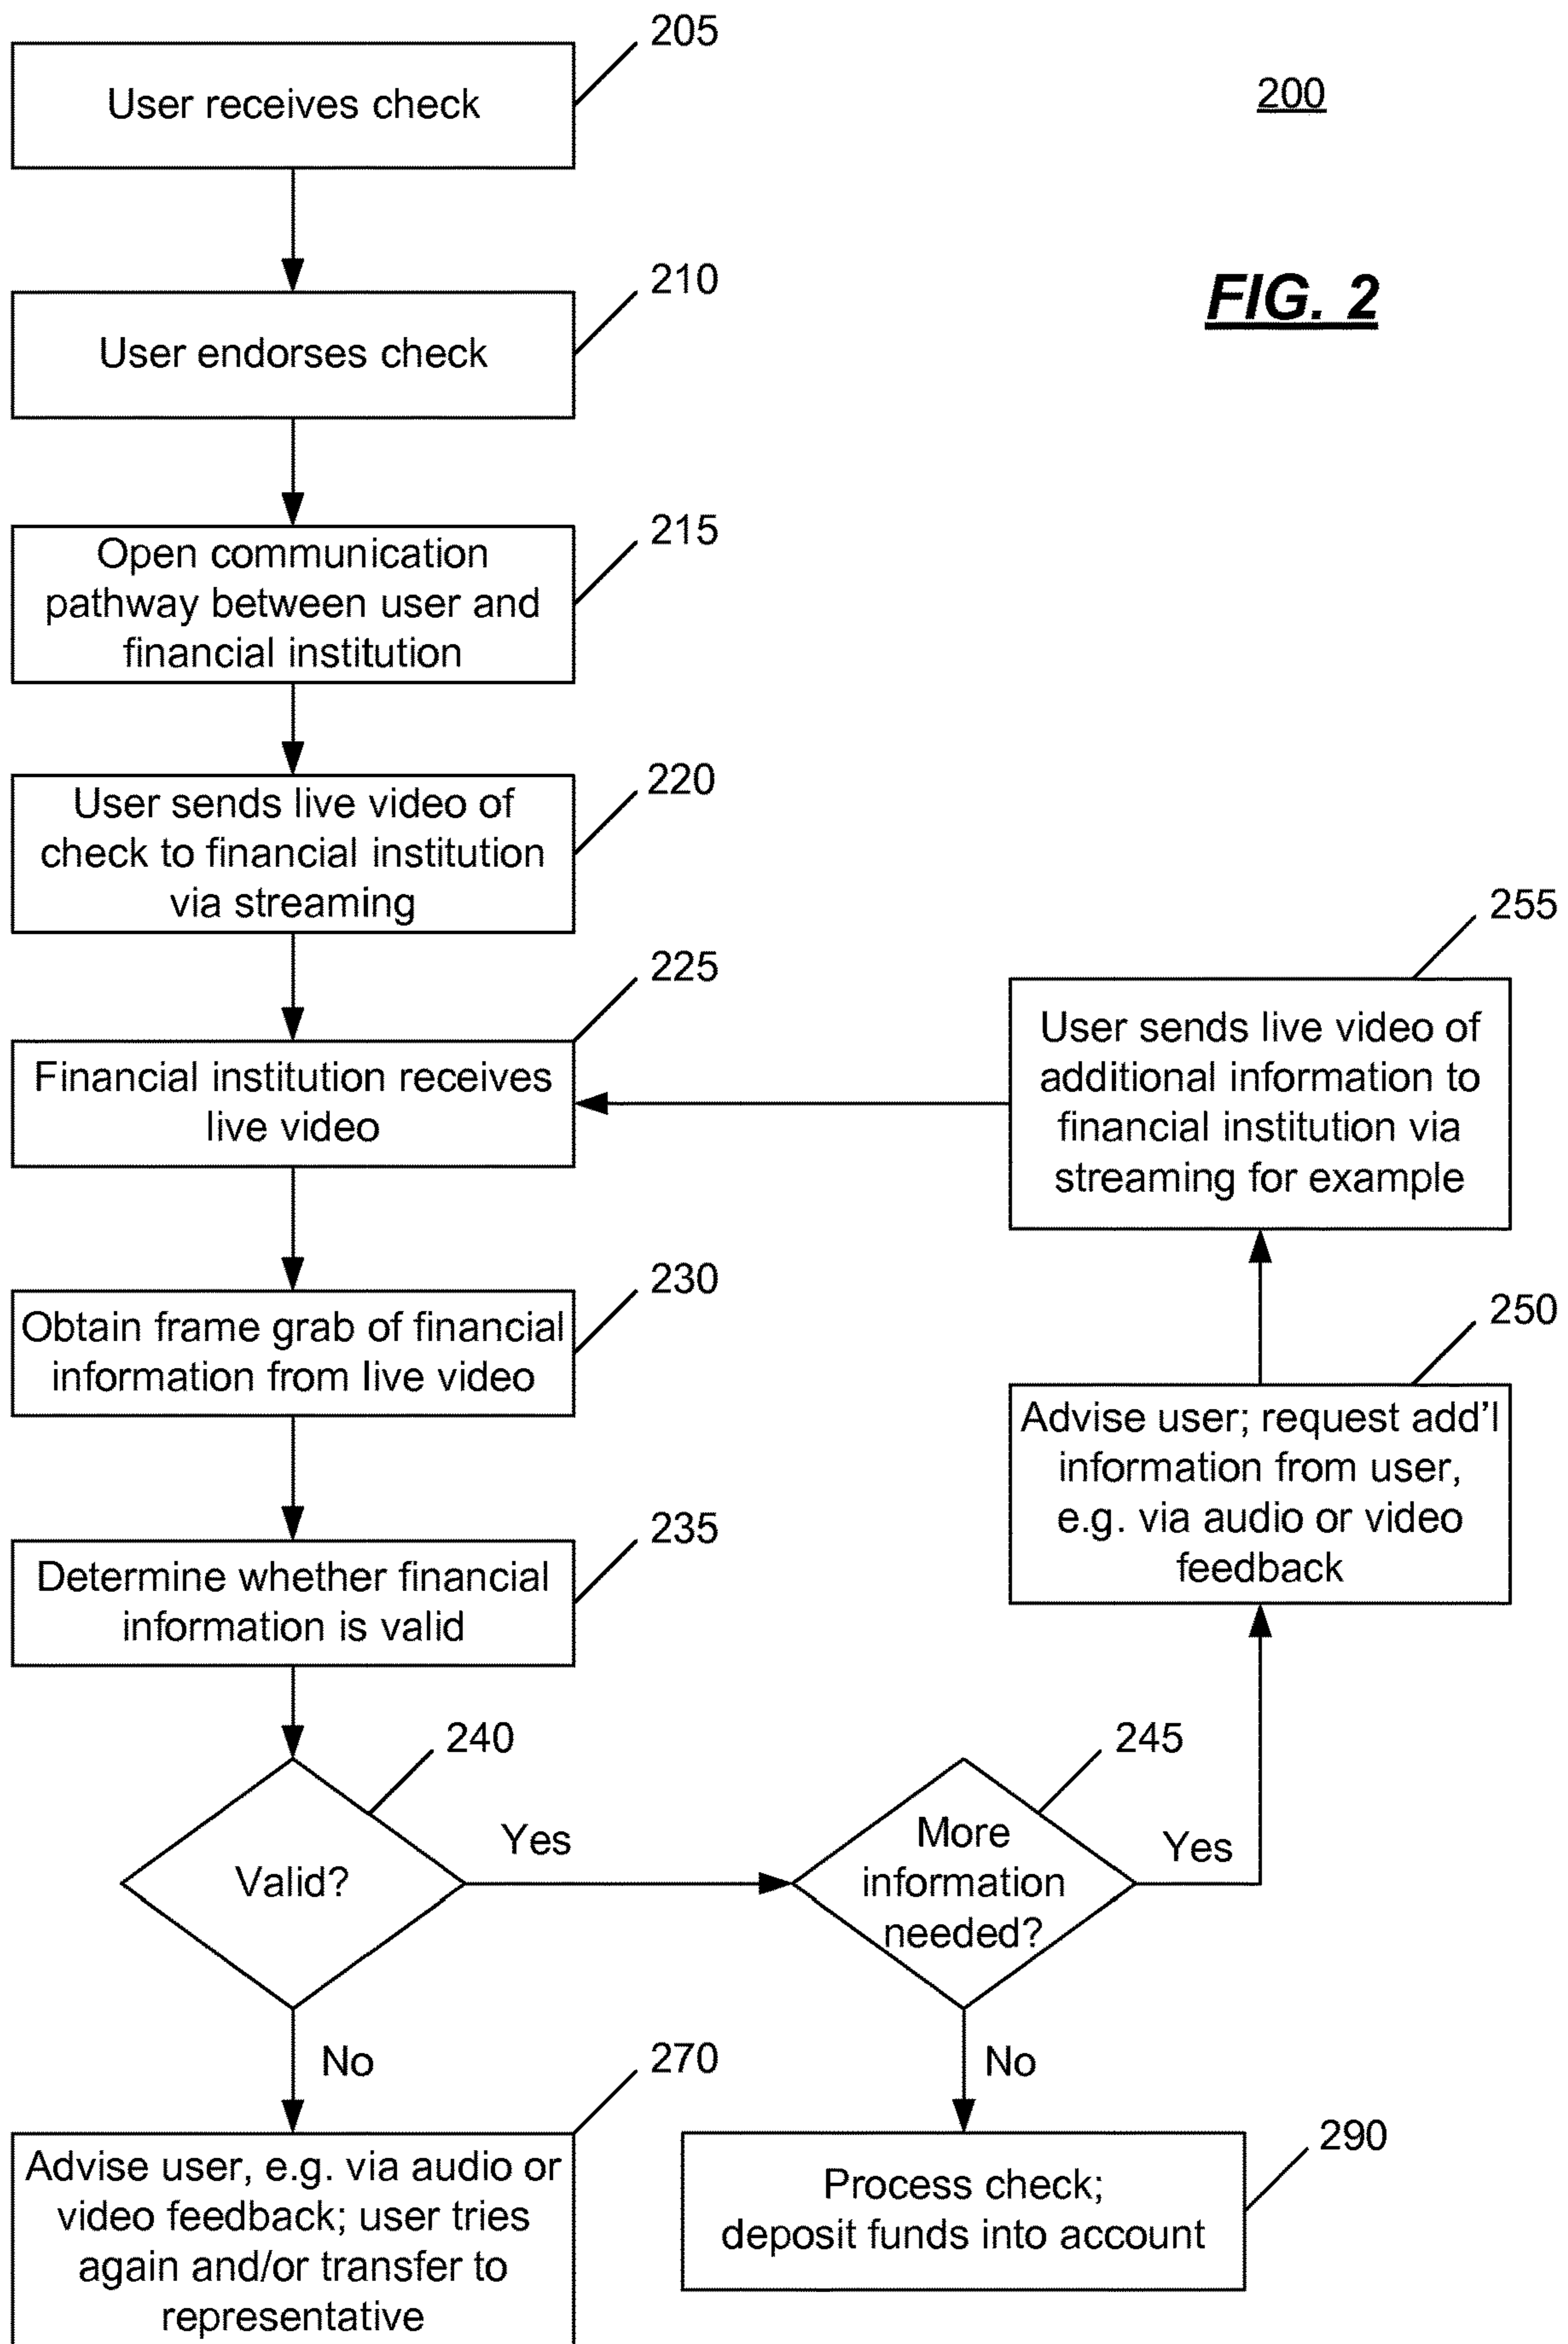 205
User receives check
200
210
User endorses check
FIG. 2
215
Open communication
pathway between user and
financial institution
220
User sends live video of
check to financial institution
via streaming
225
Financial institution receives
live video
255
User sends live video of
additional information to
financial institution via
streaming for example
230
Obtain frame grab of financial
information from live video
250
Advise user; request add’l
information from user,
e.g. via audio or video
feedback
235
Determine whether financial
information is valid
240
Valid?
Yes
245
More
information
needed?
Yes
No
No
270
Advise user, e.g. via audio or
video feedback; user tries
again and/or transfer to
representative
290
Process check;
deposit funds into account